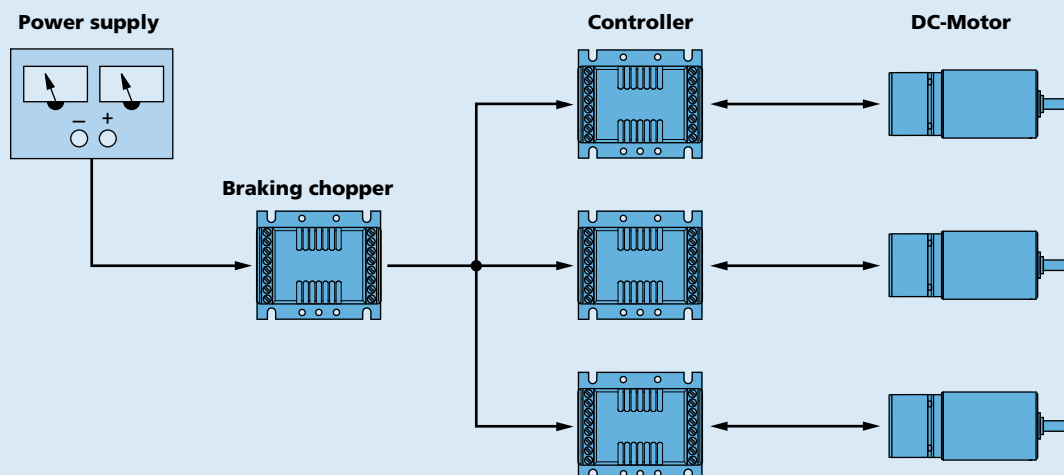 Power supply
Controller
DC-Motor
− +
Braking chopper